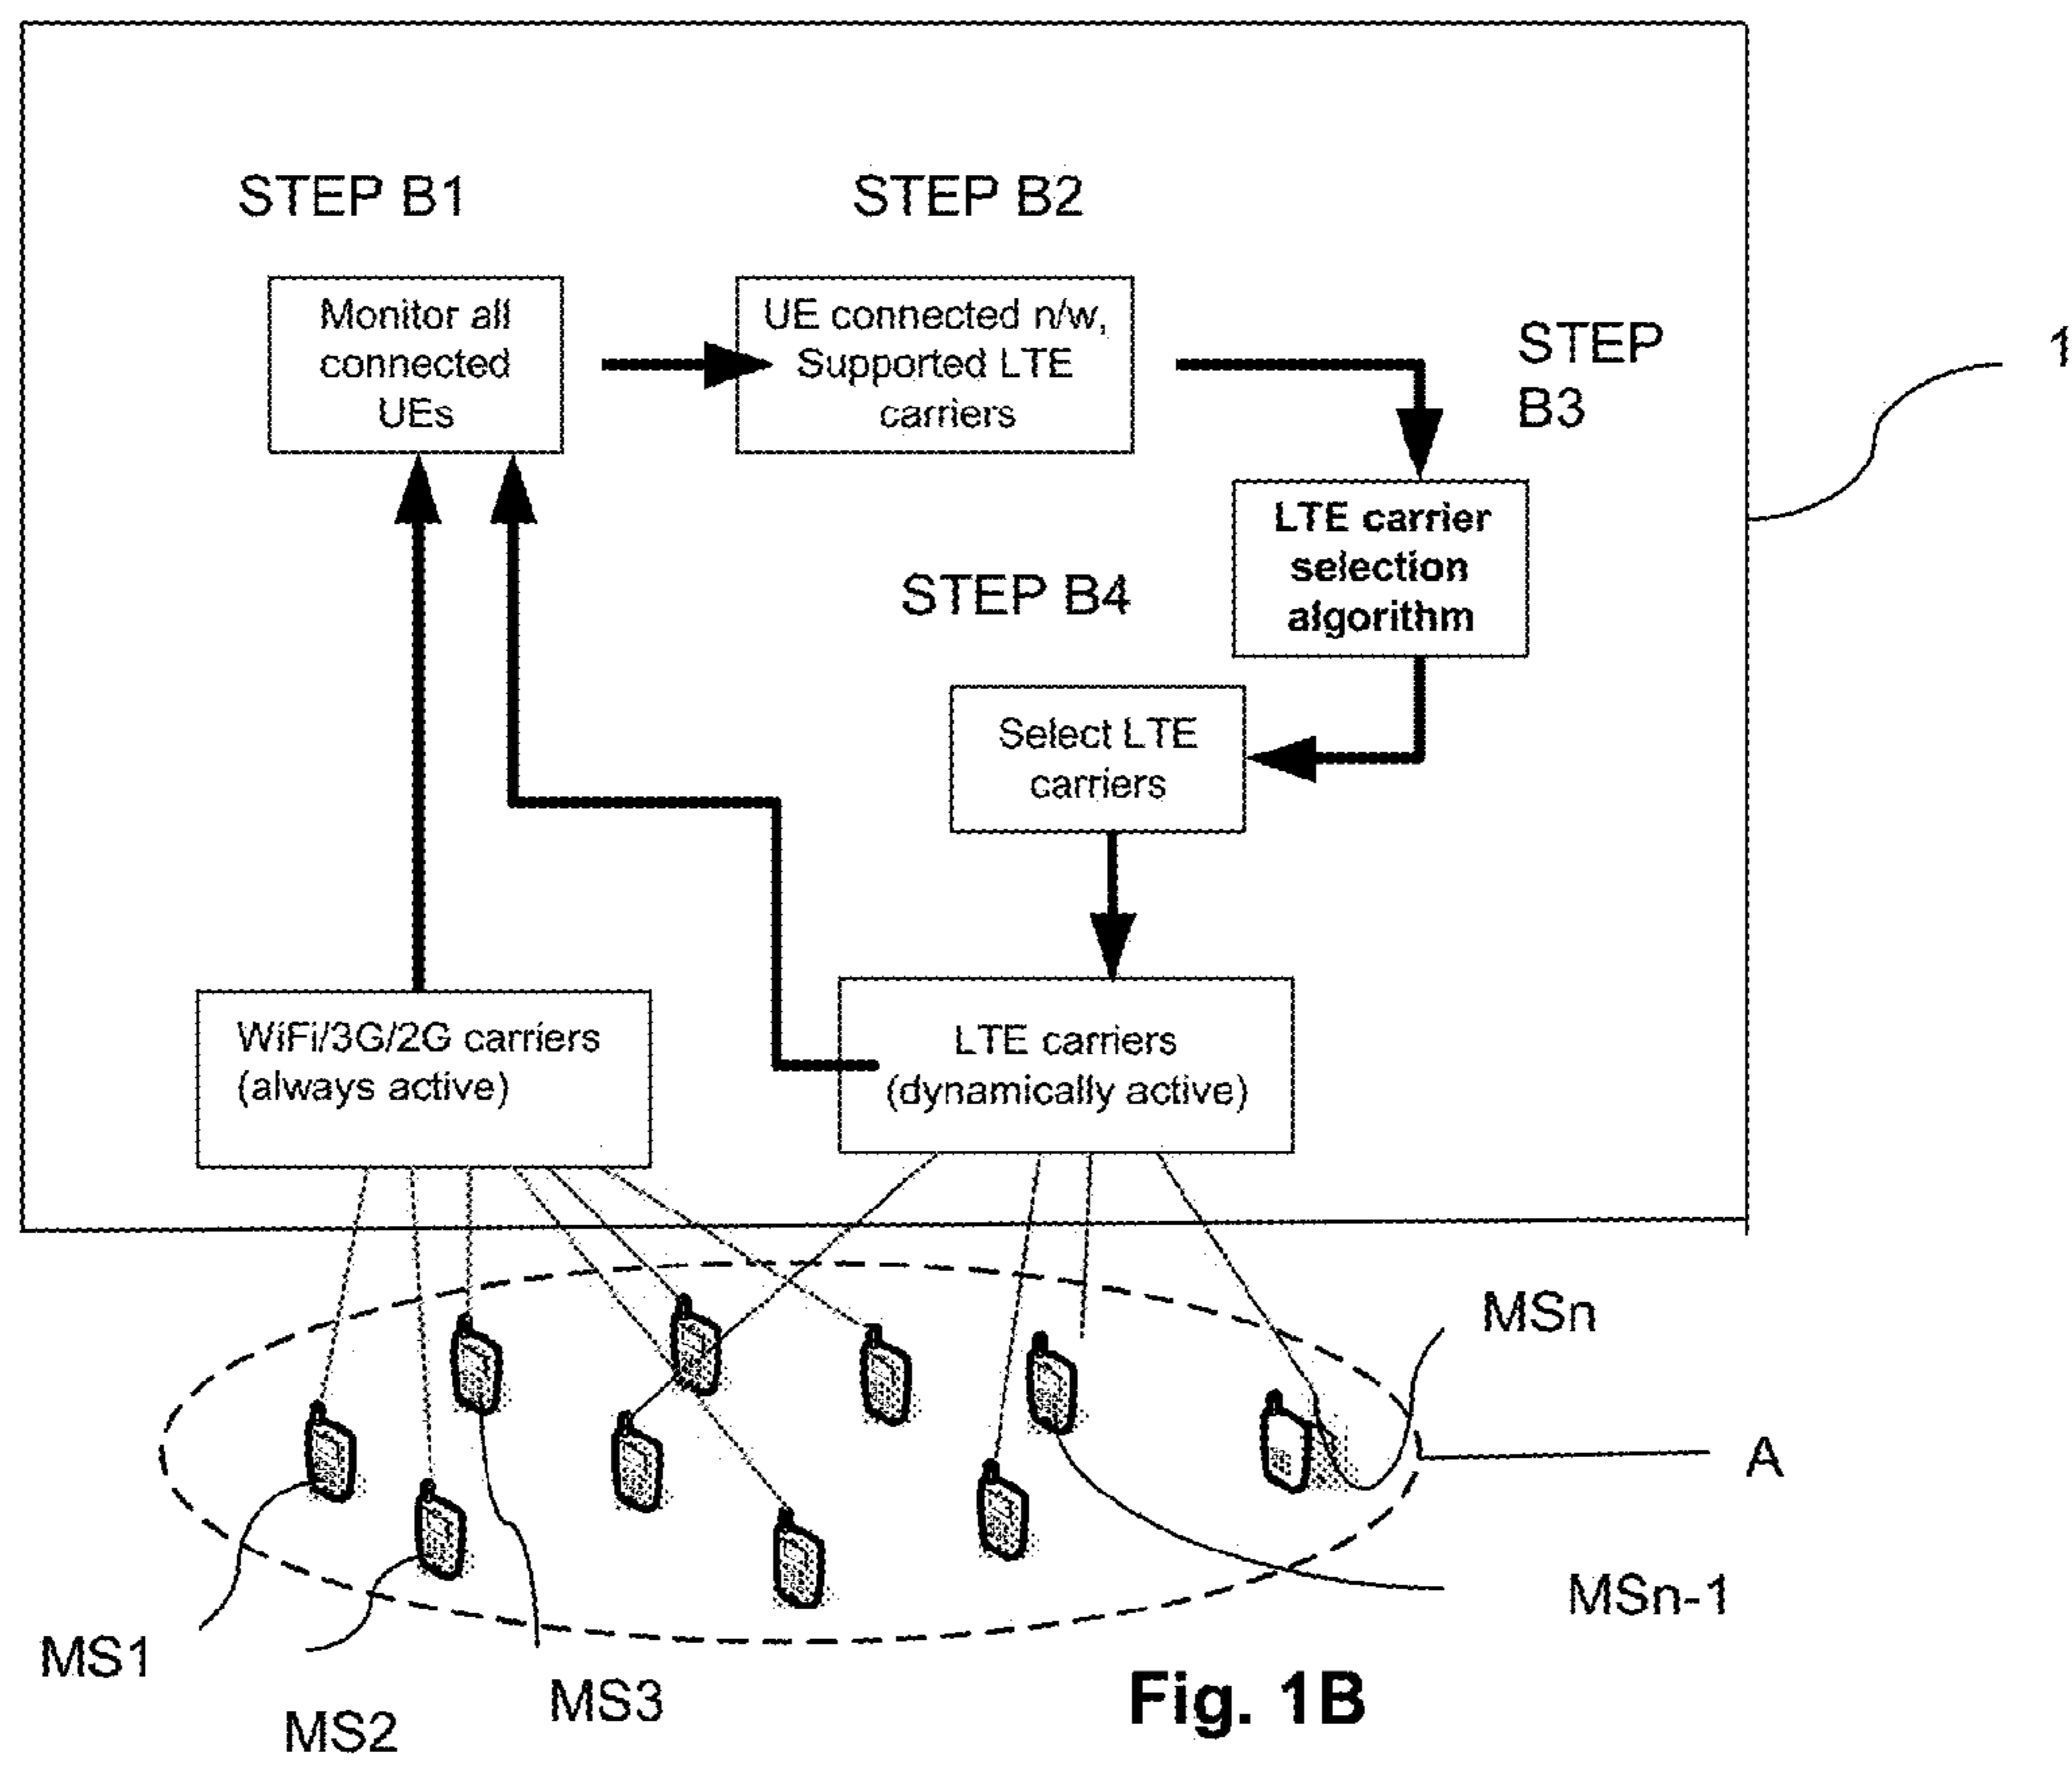 STEP B1
STEP B2
Monitor all
connected
UEs
UE connected n/w,
Supported LTE
carriers
STEP
B3
1
LTE carrier
selection
algorithm
STEP B4
Select LTE
carriers
WiFi/3G/2G carriers
(always active)
LTE carriers
(dynamically active)
MSn
A
MSn-1
MS1
MS2
MS3
Fig. 1B